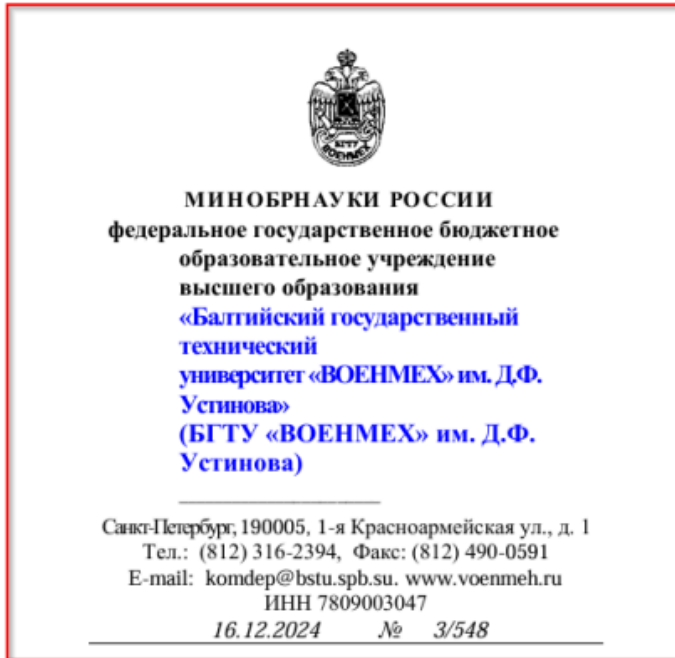 БГТУ
ВОЕНМЕХ
МИНОБРНАУКИ РОССИИ
федеральное государственное бюджетное
образовательное учреждение
высшего образования
«Балтийский государственный
технический
университет «ВОЕНМЕХ» им. Д.Ф.
Устинова»
(БГТУ «ВОЕНМЕХ» им. Д.Ф.
Устинова)
Санкт-Петербург, 190005, 1-я Красноармейская ул., д. 1
Тел.: (812) 316-2394, Факс: (812) 490-0591
E-mail: komdep@bstu.spb.su. www.voenmeh.ru
ИНН 7809003047
16.12.2024 № 3/548